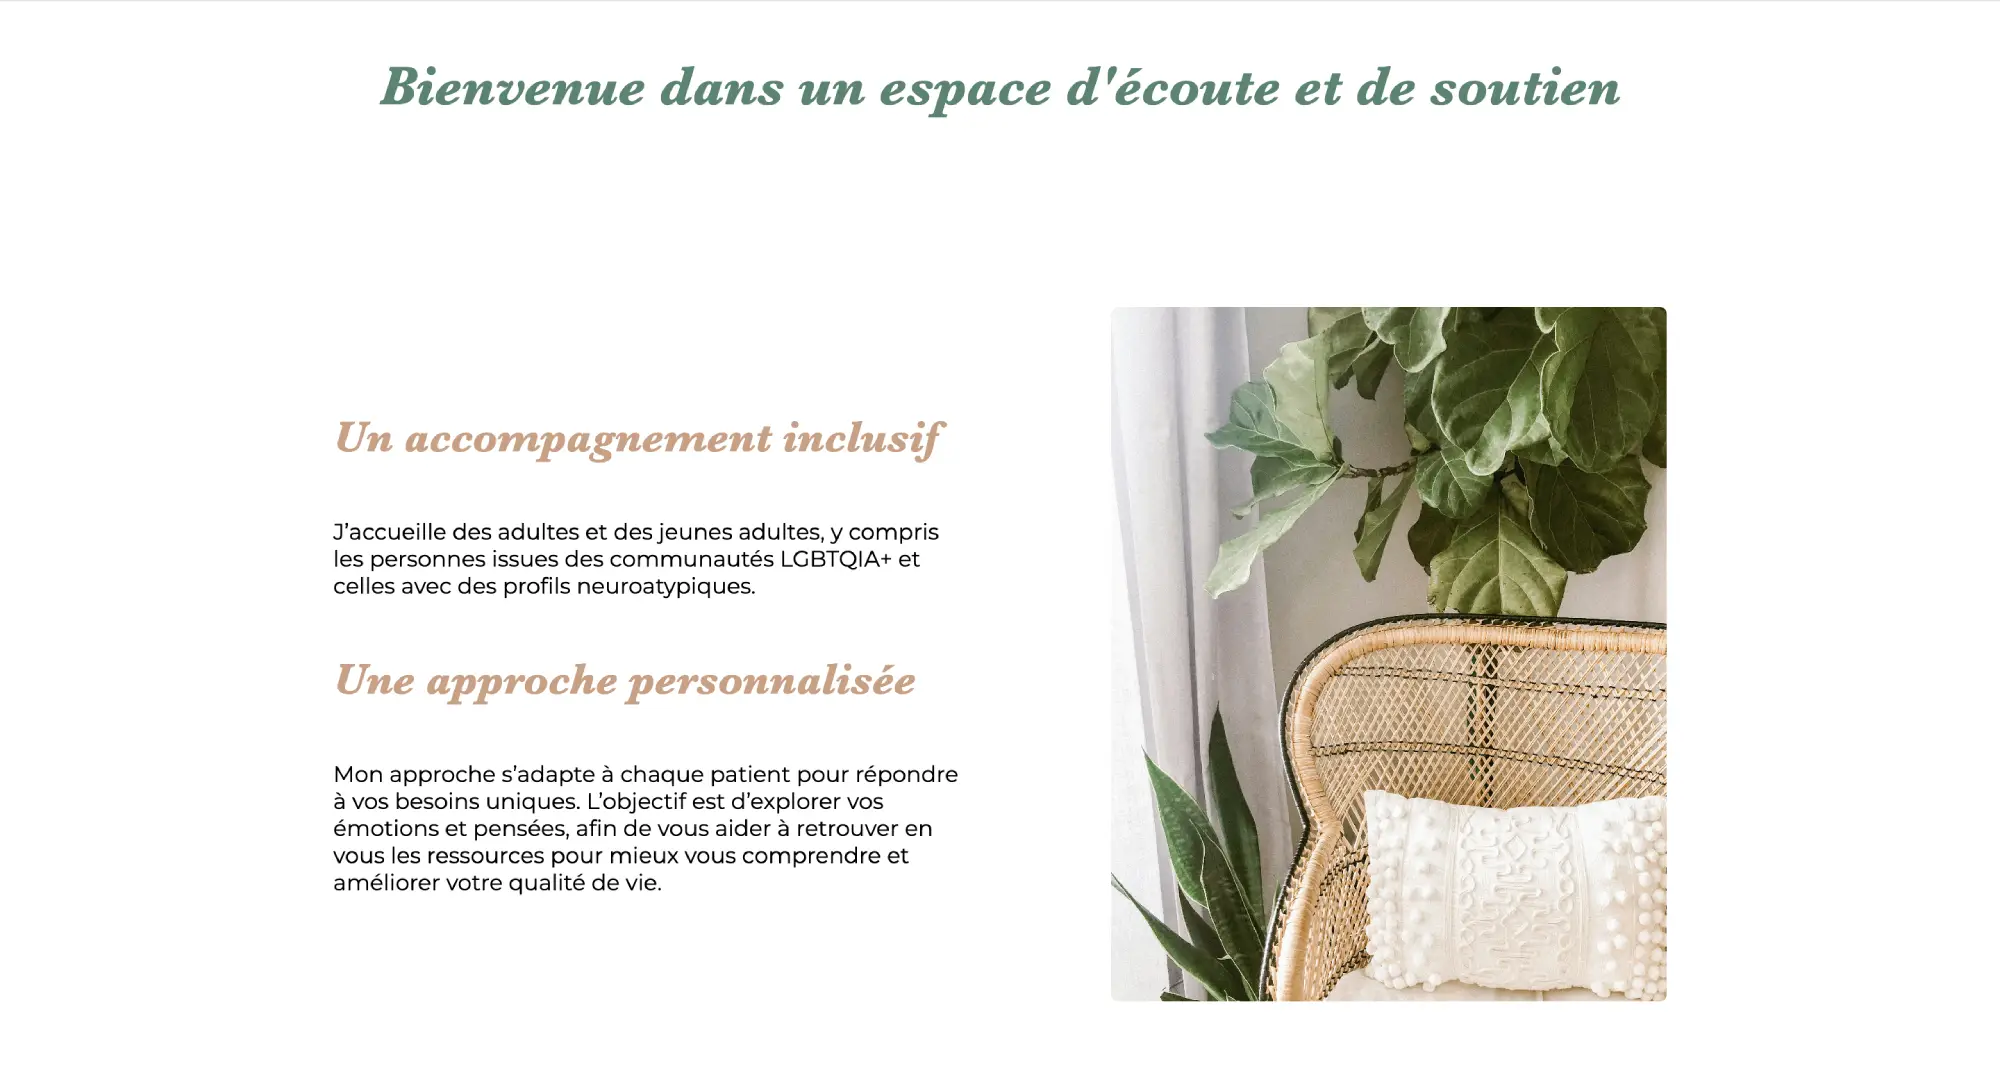 Bienvenue dans un espace d'écoute et de soutien
Un accompagnement inclusif
J’accueille des adultes et des jeunes adultes, y compris
les personnes issues des communautés LGBTQIA+ et
celles avec des profils neuroatypiques.
Une approche personnalisée
Mon approche s’adapte à chaque patient pour répondre
à vos besoins uniques. L’objectif est d’explorer vos
émotions et pensées, afin de vous aider à retrouver en
vous les ressources pour mieux vous comprendre et
améliorer votre qualité de vie.